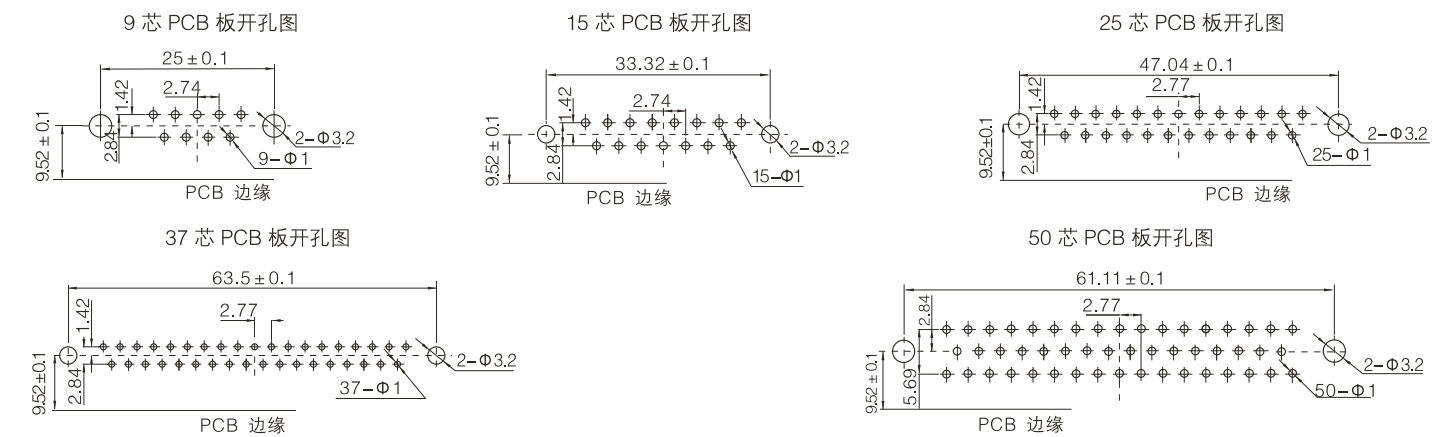 9 芯 PCB 板开孔图
25±0.1
1.42
2.74
9.52±0.1
2.84
2-Φ3.2
9-Φ1
PCB 边缘
15 芯 PCB 板开孔图
33.32±0.1
1.42
2.74
9.52±0.1
2.84
2-Φ3.2
15-Φ1
PCB 边缘
25 芯 PCB 板开孔图
47.04±0.1
1.42
2.77
9.52±0.1
2.84
2-Φ3.2
25-Φ1
PCB 边缘
37 芯 PCB 板开孔图
63.5±0.1
1.42
2.77
9.52±0.1
2.84
2-Φ3.2
37-Φ1
PCB 边缘
50 芯 PCB 板开孔图
61.11±0.1
2.84
2.77
9.52±0.1
5.69
2-Φ3.2
50-Φ1
PCB 边缘